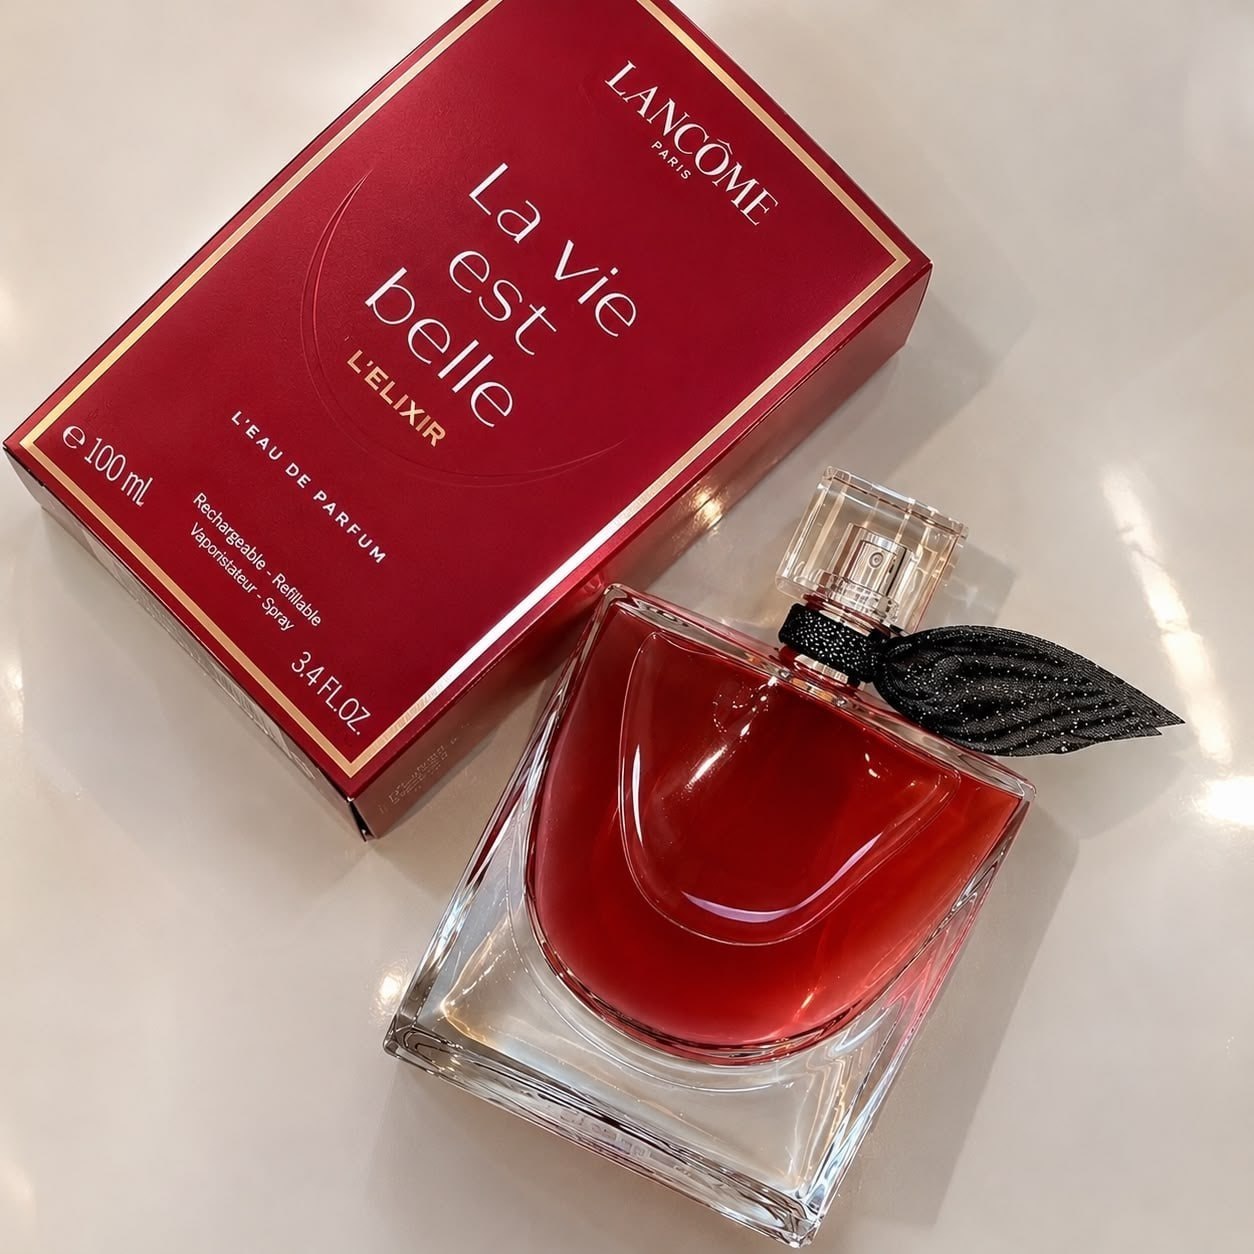 LANCÔME
PARIS
La vie
est
belle
L'ELIXIR
L'EAU DE PARFUM
℮ 100 ml
Rechargeable - Refillable
Vaporisateur - Spray
3.4 FL.OZ.